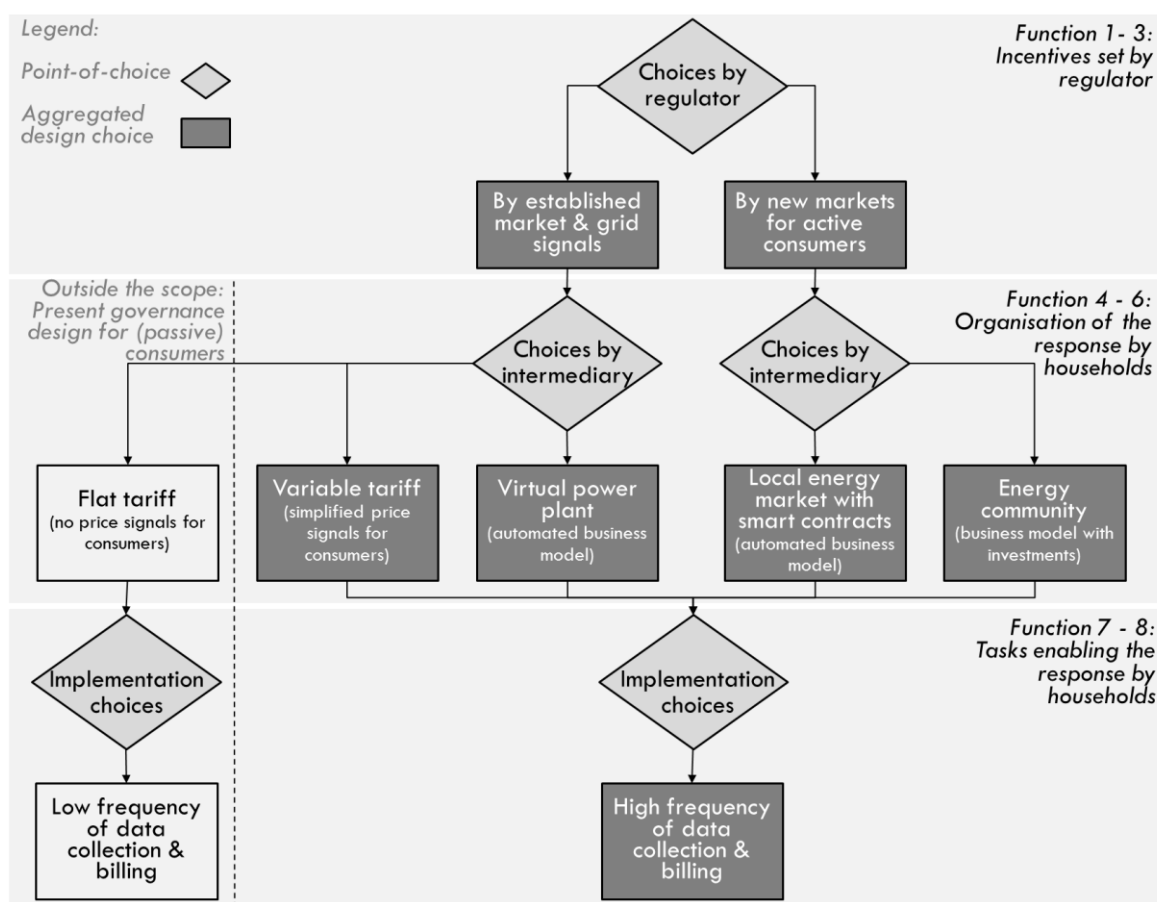 Legend:
Point-of-choice
Aggregated
design choice
Function 1 - 3:
Incentives set by
regulator
Choices by
regulator
By established
market & grid
signals
By new markets
for active
consumers
Outside the scope:
Present governance
design for (passive)
consumers
Function 4 - 6:
Organisation of the
response by
households
Choices by
intermediary
Choices by
intermediary
Flat tariff
(no price signals for
consumers)
Variable tariff
(simplified price
signals for
consumers)
Virtual power
plant
(automated business
model)
Local energy
market with
smart contracts
(automated business
model)
Energy
community
(business model with
investments)
Function 7 - 8:
Tasks enabling the
response by
households
Implementation
choices
Implementation
choices
Low frequency
of data
collection &
billing
High frequency
of data
collection &
billing